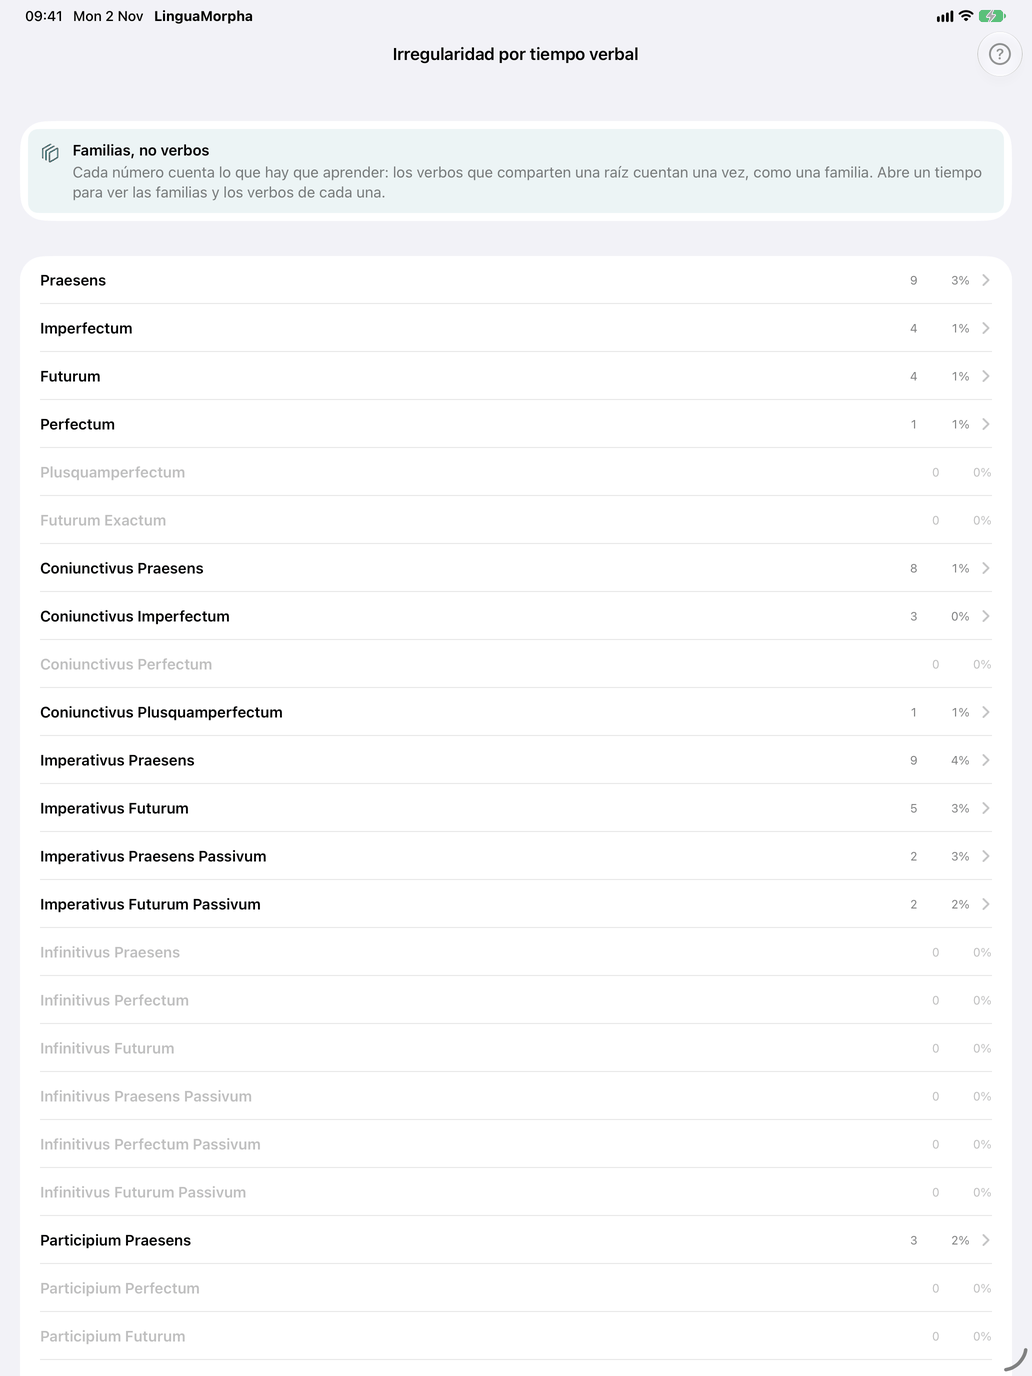 09:41 Mon 2 Nov LinguaMorpha
Irregularidad por tiempo verbal
?
Familias, no verbos
Cada número cuenta lo que hay que aprender: los verbos que comparten una raíz cuentan una vez, como una familia. Abre un tiempo
para ver las familias y los verbos de cada una.
Praesens 9 3%
Imperfectum 4 1%
Futurum 4 1%
Perfectum 1 1%
Plusquamperfectum 0 0%
Futurum Exactum 0 0%
Coniunctivus Praesens 8 1%
Coniunctivus Imperfectum 3 0%
Coniunctivus Perfectum 0 0%
Coniunctivus Plusquamperfectum 1 1%
Imperativus Praesens 9 4%
Imperativus Futurum 5 3%
Imperativus Praesens Passivum 2 3%
Imperativus Futurum Passivum 2 2%
Infinitivus Praesens 0 0%
Infinitivus Perfectum 0 0%
Infinitivus Futurum 0 0%
Infinitivus Praesens Passivum 0 0%
Infinitivus Perfectum Passivum 0 0%
Infinitivus Futurum Passivum 0 0%
Participium Praesens 3 2%
Participium Perfectum 0 0%
Participium Futurum 0 0%